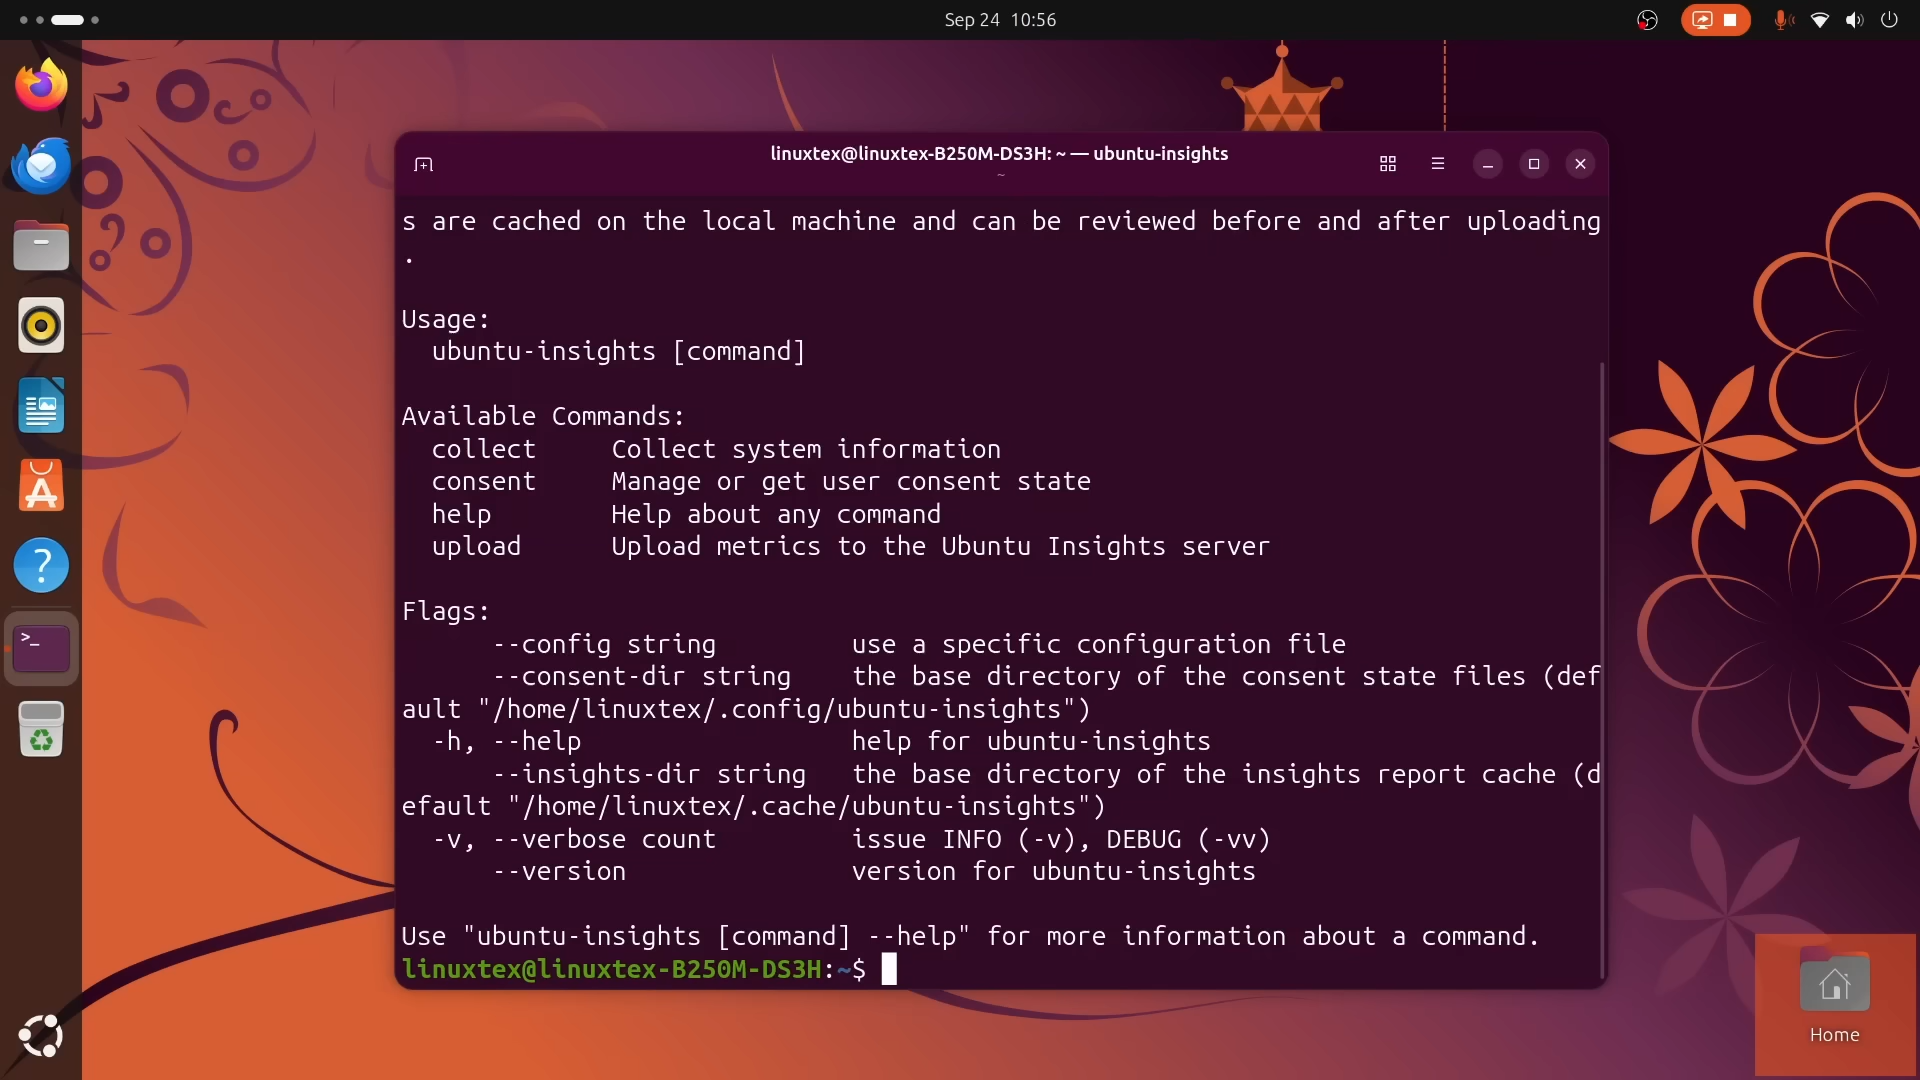 Sep 24 10:56
linuxtex@linuxtex-B250M-DS3H: ~ — ubuntu-insights
~
s are cached on the local machine and can be reviewed before and after uploading
.
Usage:
ubuntu-insights [command]
Available Commands:
collect Collect system information
consent Manage or get user consent state
help Help about any command
upload Upload metrics to the Ubuntu Insights server
Flags:
--config string use a specific configuration file
--consent-dir string the base directory of the consent state files (def
ault "/home/linuxtex/.config/ubuntu-insights")
-h, --help help for ubuntu-insights
--insights-dir string the base directory of the insights report cache (d
efault "/home/linuxtex/.cache/ubuntu-insights")
-v, --verbose count issue INFO (-v), DEBUG (-vv)
--version version for ubuntu-insights
Use "ubuntu-insights [command] --help" for more information about a command.
linuxtex@linuxtex-B250M-DS3H:~$
Home